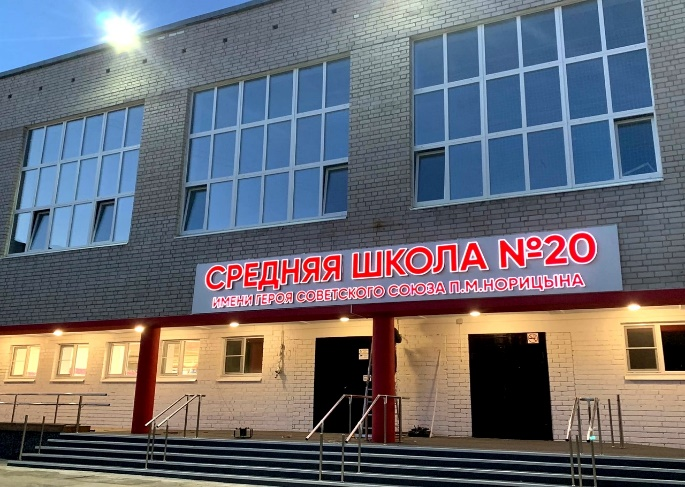 СРЕДНЯЯ ШКОЛА №20
ИМЕНИ ГЕРОЯ СОВЕТСКОГО СОЮЗА П.М.НОРИЦЫНА